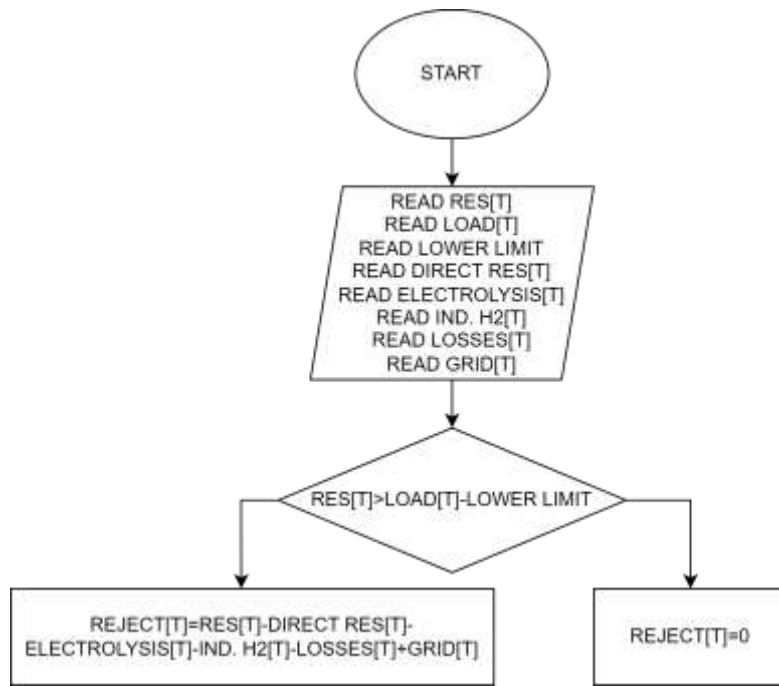 START
READ RES[T]
READ LOAD[T]
READ LOWER LIMIT
READ DIRECT RES[T]
READ ELECTROLYSIS[T]
READ IND. H2[T]
READ LOSSES[T]
READ GRID[T]
RES[T]>LOAD[T]-LOWER LIMIT
REJECT[T]=RES[T]-DIRECT RES[T]-
ELECTROLYSIS[T]-IND. H2[T]-LOSSES[T]+GRID[T]
REJECT[T]=0